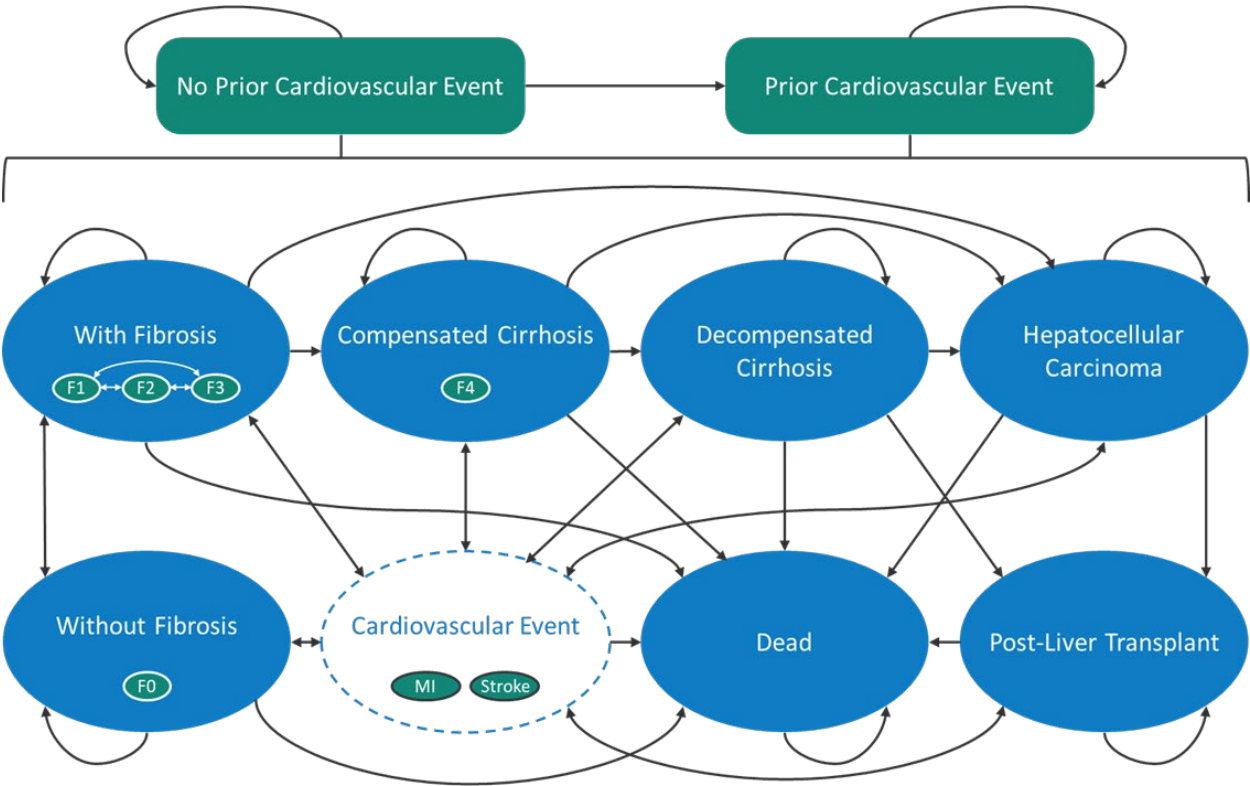 No Prior Cardiovascular Event
Prior Cardiovascular Event
With Fibrosis
F1
F2
F3
Compensated Cirrhosis
F4
Decompensated
Cirrhosis
Hepatocellular
Carcinoma
Without Fibrosis
F0
Cardiovascular Event
MI
Stroke
Dead
Post-Liver Transplant